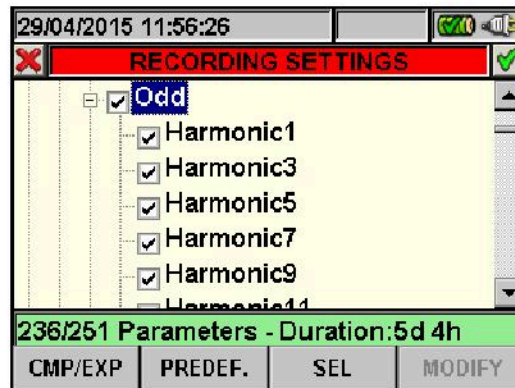 29/04/2015 11:56:26
RECORDING SETTINGS
Odd
Harmonic1
Harmonic3
Harmonic5
Harmonic7
Harmonic9
Harmonic11
236/251 Parameters - Duration:5d 4h
CMP/EXP PREDEF. SEL MODIFY